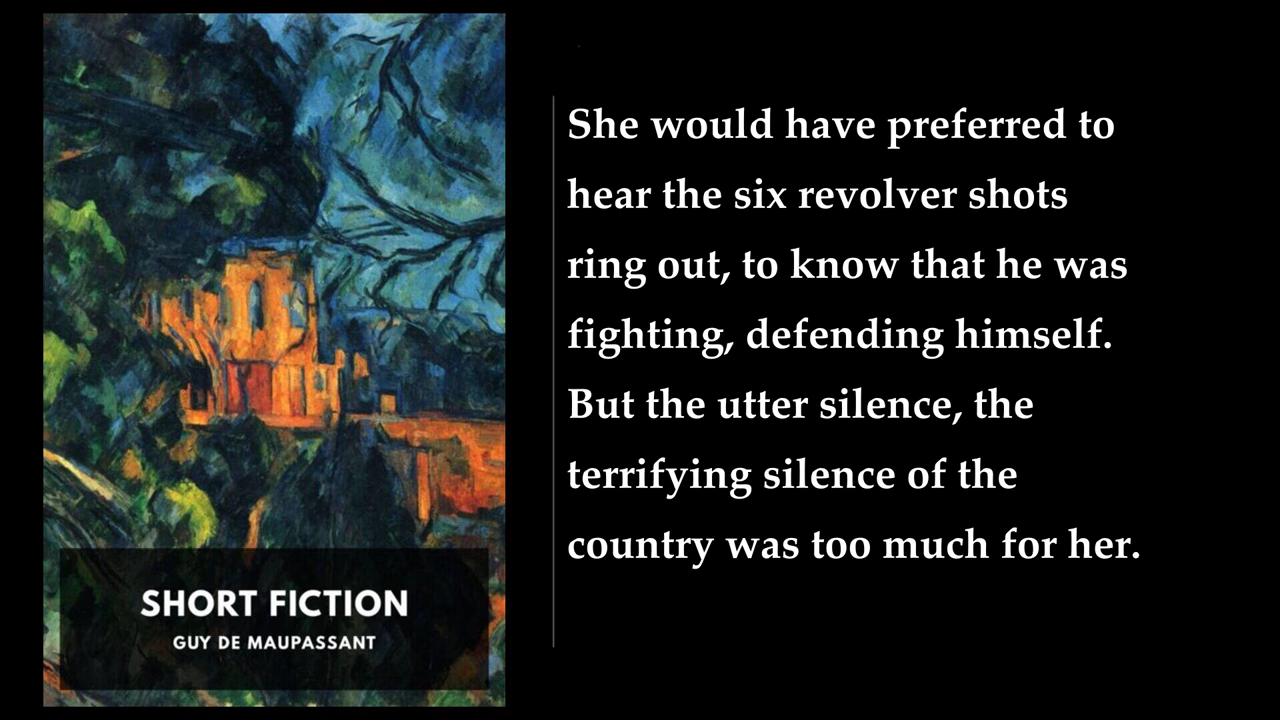 SHORT FICTION
GUY DE MAUPASSANT
She would have preferred to
hear the six revolver shots
ring out, to know that he was
fighting, defending himself.
But the utter silence, the
terrifying silence of the
country was too much for her.